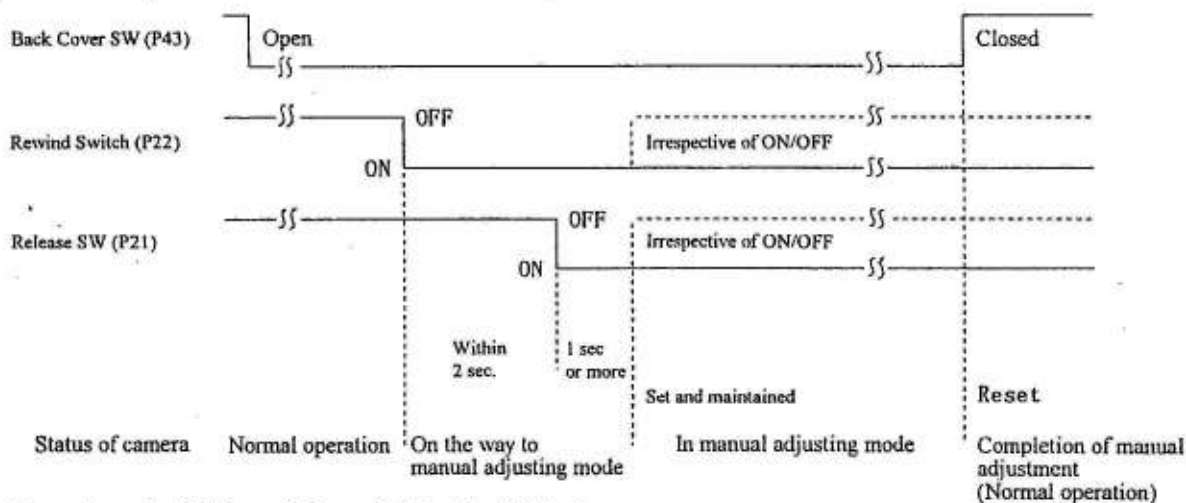 Back Cover SW (P43)
Open
Closed
Rewind Switch (P22)
OFF
ON
Irrespective of ON/OFF
Release SW (P21)
OFF
ON
Irrespective of ON/OFF
Within
2 sec.
1 sec
or more
Set and maintained
Reset
Status of camera
Normal operation
On the way to
manual adjusting mode
In manual adjusting mode
Completion of manual
adjustment
(Normal operation)